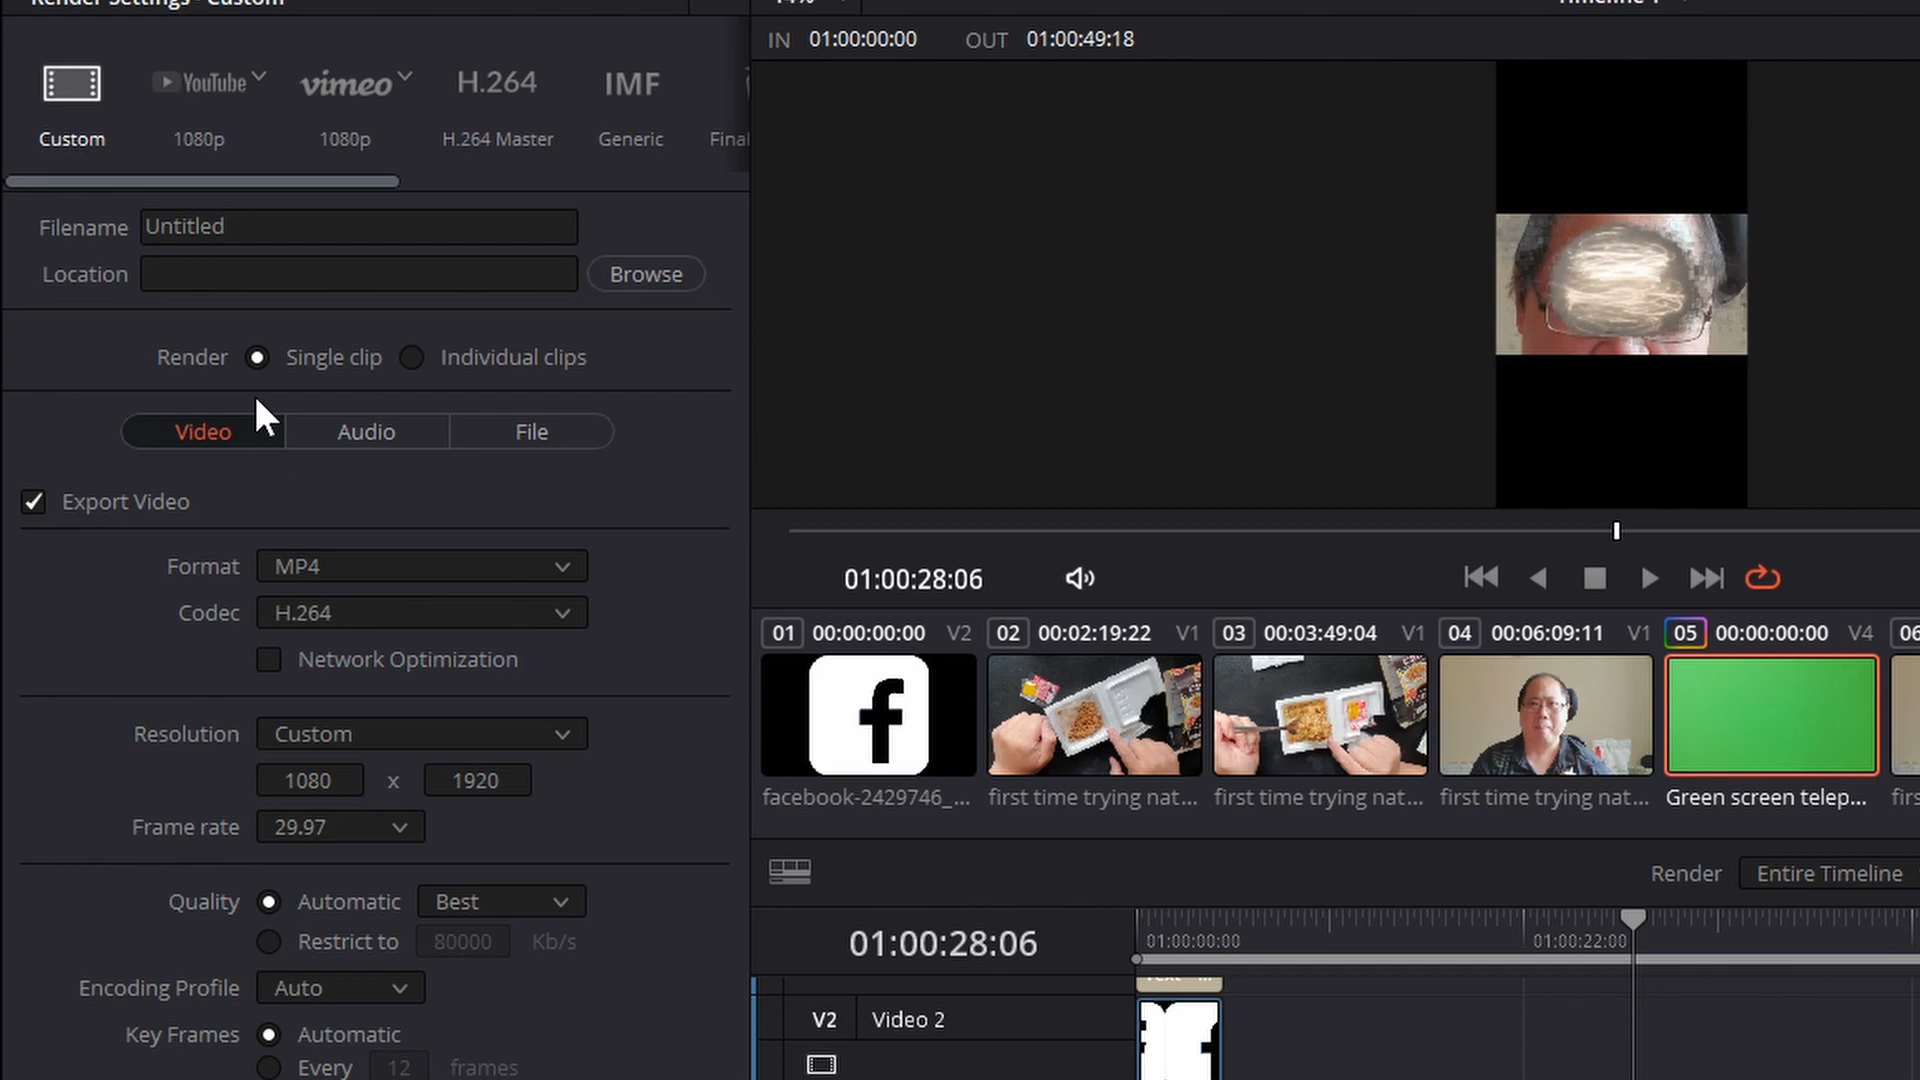 Render Settings - Custom
Timeline 1
IN 01:00:00:00 OUT 01:00:49:18
YouTube vimeo H.264 IMF
Custom 1080p 1080p H.264 Master Generic Final
Filename Untitled
Location Browse
Render Single clip Individual clips
Video Audio File
Export Video
Format MP4
Codec H.264
Network Optimization
Resolution Custom
1080 x 1920
Frame rate 29.97
Quality Automatic Best
Restrict to 80000 Kb/s
Encoding Profile Auto
Key Frames Automatic
Every 12 frames
01:00:28:06
01 00:00:00:00 V2 02 00:02:19:22 V1 03 00:03:49:04 V1 04 00:06:09:11 V1 05 00:00:00:00 V4 06
f
facebook-2429746_... first time trying nat... first time trying nat... first time trying nat... Green screen telep... firs
Render Entire Timeline
01:00:28:06 01:00:00:00 01:00:22:00
V2 Video 2